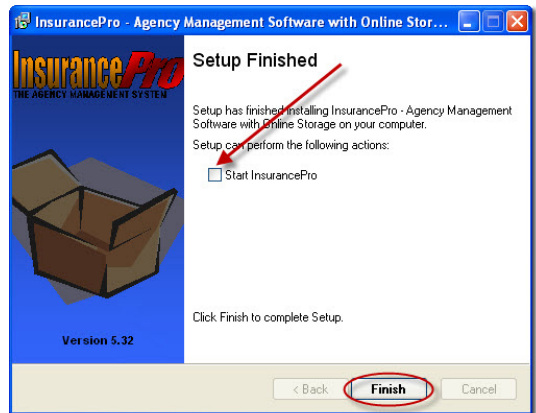 InsurancePro - Agency Management Software with Online Stor...
InsurancePro
THE AGENCY MANAGEMENT SYSTEM
Setup Finished
Setup has finished installing InsurancePro - Agency Management
Software with Online Storage on your computer.
Setup can perform the following actions:
Start InsurancePro
Click Finish to complete Setup.
Version 5.32
< Back
Finish
Cancel